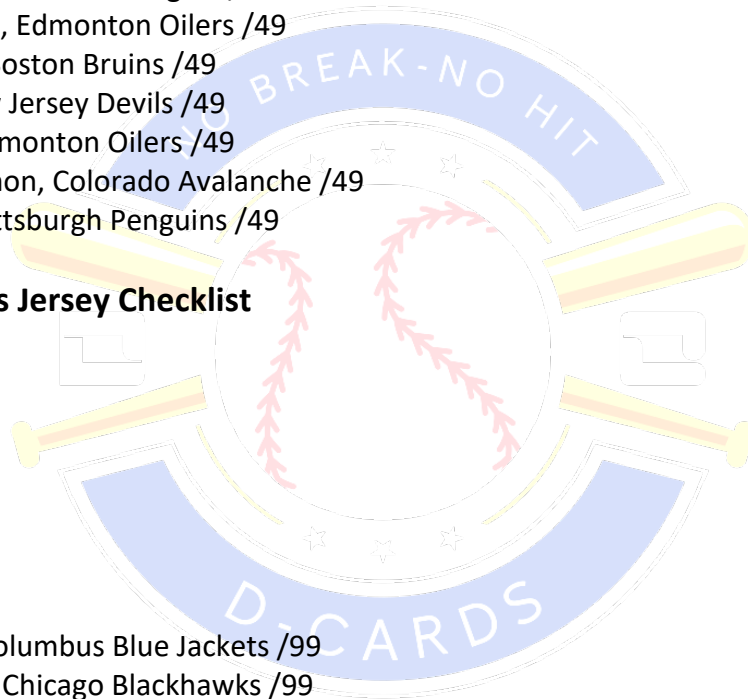 , Edmonton Oilers /49
oston Bruins /49
Jersey Devils /49
monton Oilers /49
on, Colorado Avalanche /49
ttsburgh Penguins /49
s Jersey Checklist
NO BREAK-NO HIT
D-CARDS
olumbus Blue Jackets /99
Chicago Blackhawks /99